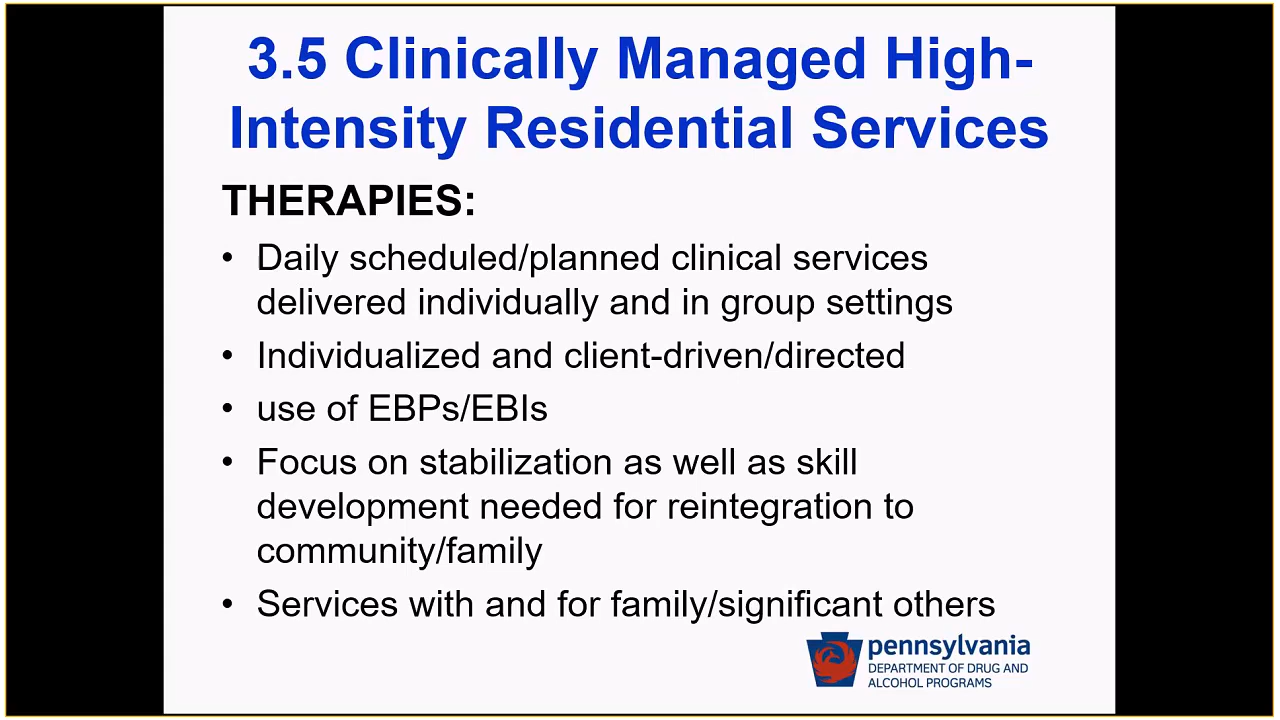 3.5 Clinically Managed High-
Intensity Residential Services
THERAPIES:
• Daily scheduled/planned clinical services
delivered individually and in group settings
• Individualized and client-driven/directed
• use of EBPs/EBIs
• Focus on stabilization as well as skill
development needed for reintegration to
community/family
• Services with and for family/significant others
pennsylvania
DEPARTMENT OF DRUG AND
ALCOHOL PROGRAMS